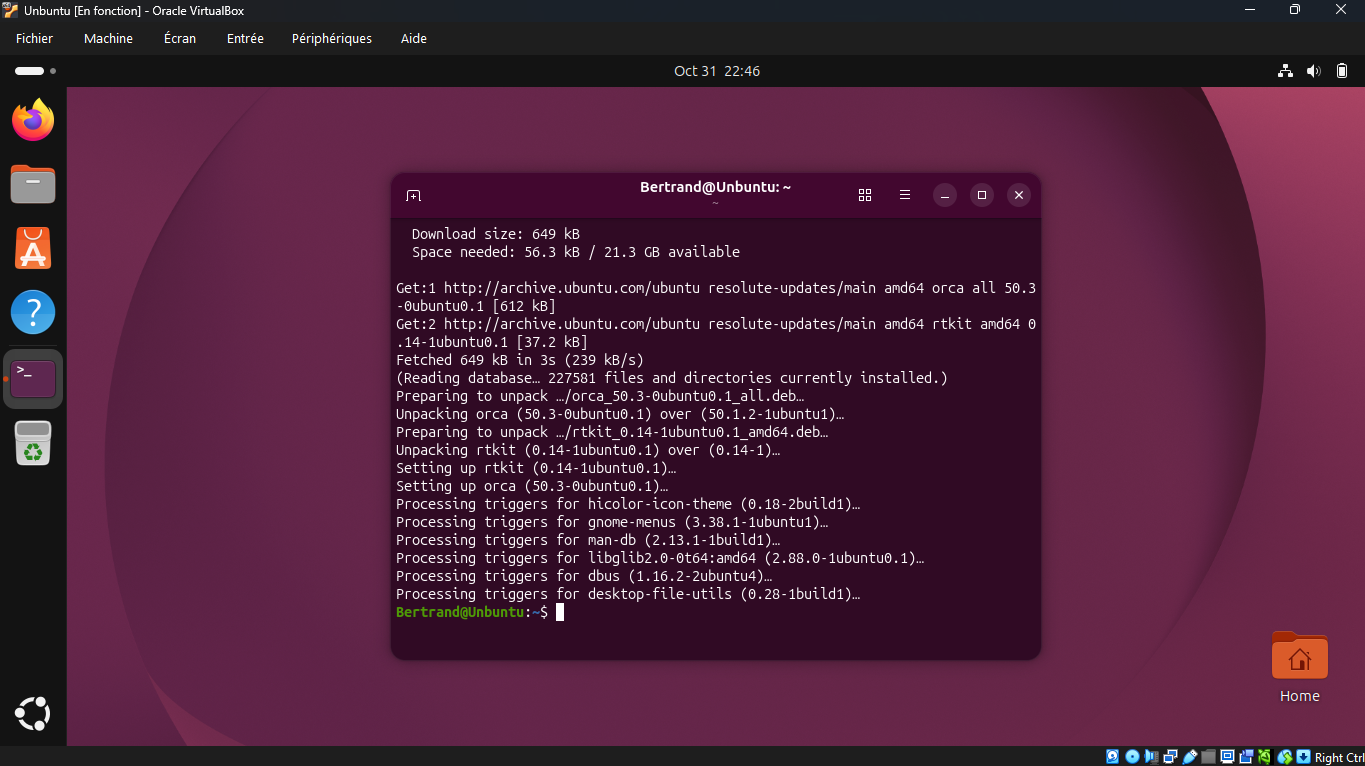 Unbuntu [En fonction] - Oracle VirtualBox
Fichier Machine Écran Entrée Périphériques Aide
Oct 31 22:46
Bertrand@Unbuntu: ~
~
Download size: 649 kB
Space needed: 56.3 kB / 21.3 GB available
Get:1 http://archive.ubuntu.com/ubuntu resolute-updates/main amd64 orca all 50.3
-0ubuntu0.1 [612 kB]
Get:2 http://archive.ubuntu.com/ubuntu resolute-updates/main amd64 rtkit amd64 0
.14-1ubuntu0.1 [37.2 kB]
Fetched 649 kB in 3s (239 kB/s)
(Reading database… 227581 files and directories currently installed.)
Preparing to unpack …/orca_50.3-0ubuntu0.1_all.deb…
Unpacking orca (50.3-0ubuntu0.1) over (50.1.2-1ubuntu1)…
Preparing to unpack …/rtkit_0.14-1ubuntu0.1_amd64.deb…
Unpacking rtkit (0.14-1ubuntu0.1) over (0.14-1)…
Setting up rtkit (0.14-1ubuntu0.1)…
Setting up orca (50.3-0ubuntu0.1)…
Processing triggers for hicolor-icon-theme (0.18-2build1)…
Processing triggers for gnome-menus (3.38.1-1ubuntu1)…
Processing triggers for man-db (2.13.1-1build1)…
Processing triggers for libglib2.0-0t64:amd64 (2.88.0-1ubuntu0.1)…
Processing triggers for dbus (1.16.2-2ubuntu4)…
Processing triggers for desktop-file-utils (0.28-1build1)…
Bertrand@Unbuntu:~$
Home
Right Ctrl